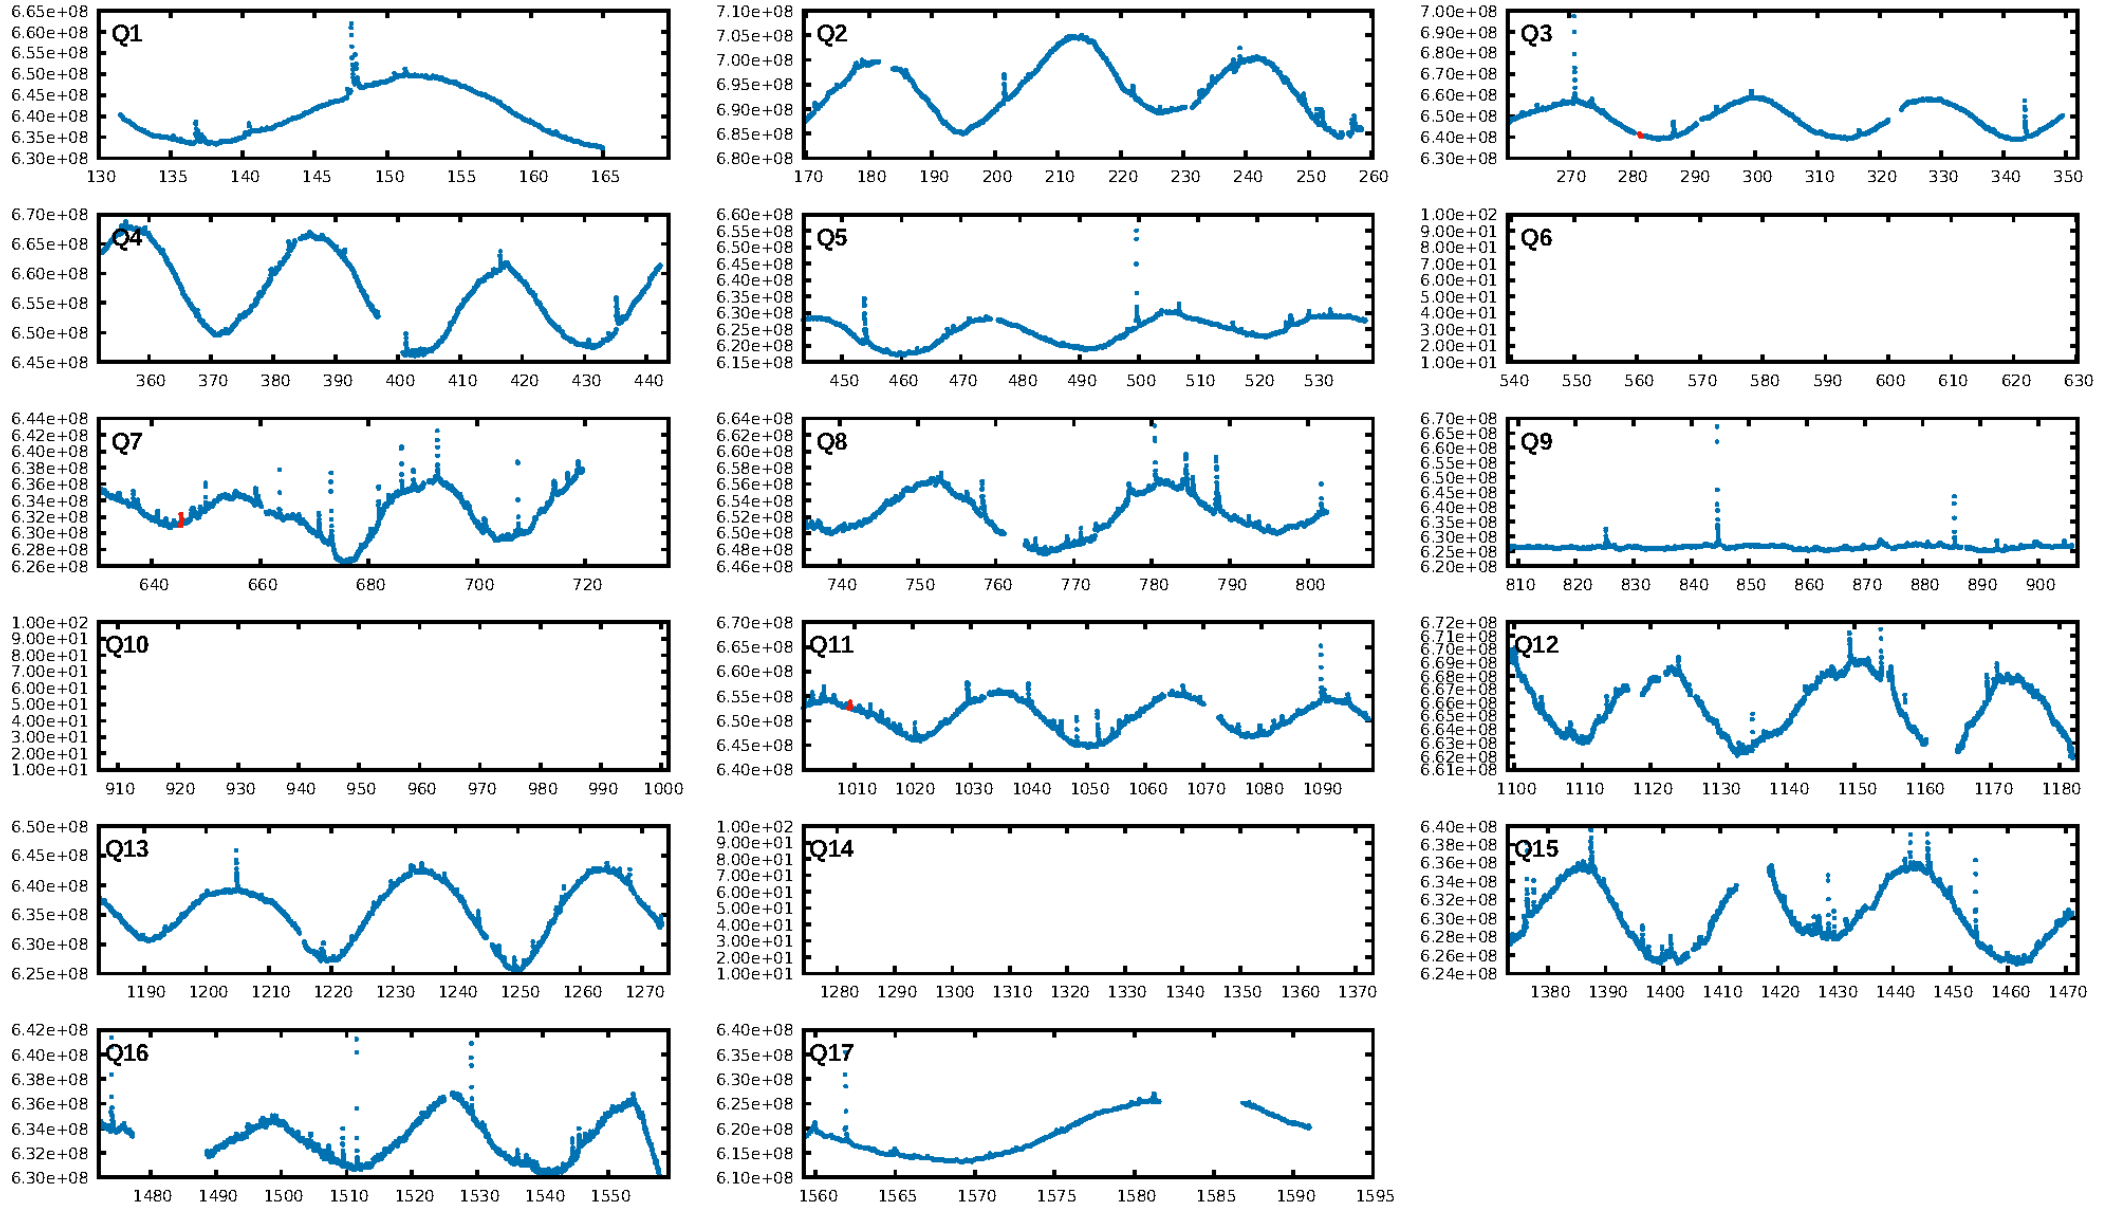 Q1
6.65e+08
6.60e+08
6.55e+08
6.50e+08
6.45e+08
6.40e+08
6.35e+08
6.30e+08
130 135 140 145 150 155 160 165
Q2
7.10e+08
7.05e+08
7.00e+08
6.95e+08
6.90e+08
6.85e+08
6.80e+08
170 180 190 200 210 220 230 240 250 260
Q3
7.00e+08
6.90e+08
6.80e+08
6.70e+08
6.60e+08
6.50e+08
6.40e+08
6.30e+08
270 280 290 300 310 320 330 340 350
Q4
6.70e+08
6.65e+08
6.60e+08
6.55e+08
6.50e+08
6.45e+08
360 370 380 390 400 410 420 430 440
Q5
6.60e+08
6.55e+08
6.50e+08
6.45e+08
6.40e+08
6.35e+08
6.30e+08
6.25e+08
6.20e+08
6.15e+08
450 460 470 480 490 500 510 520 530
Q6
1.00e+02
9.00e+01
8.00e+01
7.00e+01
6.00e+01
5.00e+01
4.00e+01
3.00e+01
2.00e+01
1.00e+01
540 550 560 570 580 590 600 610 620 630
Q7
6.44e+08
6.42e+08
6.40e+08
6.38e+08
6.36e+08
6.34e+08
6.32e+08
6.30e+08
6.28e+08
6.26e+08
640 660 680 700 720
Q8
6.64e+08
6.62e+08
6.60e+08
6.58e+08
6.56e+08
6.54e+08
6.52e+08
6.50e+08
6.48e+08
6.46e+08
740 750 760 770 780 790 800
Q9
6.70e+08
6.65e+08
6.60e+08
6.55e+08
6.50e+08
6.45e+08
6.40e+08
6.35e+08
6.30e+08
6.25e+08
6.20e+08
810 820 830 840 850 860 870 880 890 900
Q10
1.00e+02
9.00e+01
8.00e+01
7.00e+01
6.00e+01
5.00e+01
4.00e+01
3.00e+01
2.00e+01
1.00e+01
910 920 930 940 950 960 970 980 990 1000
Q11
6.70e+08
6.65e+08
6.60e+08
6.55e+08
6.50e+08
6.45e+08
6.40e+08
1010 1020 1030 1040 1050 1060 1070 1080 1090
Q12
6.72e+08
6.71e+08
6.70e+08
6.69e+08
6.68e+08
6.67e+08
6.66e+08
6.65e+08
6.64e+08
6.63e+08
6.62e+08
6.61e+08
1100 1110 1120 1130 1140 1150 1160 1170 1180
Q13
6.50e+08
6.45e+08
6.40e+08
6.35e+08
6.30e+08
6.25e+08
1190 1200 1210 1220 1230 1240 1250 1260 1270
Q14
1.00e+02
9.00e+01
8.00e+01
7.00e+01
6.00e+01
5.00e+01
4.00e+01
3.00e+01
2.00e+01
1.00e+01
1280 1290 1300 1310 1320 1330 1340 1350 1360 1370
Q15
6.40e+08
6.38e+08
6.36e+08
6.34e+08
6.32e+08
6.30e+08
6.28e+08
6.26e+08
6.24e+08
1380 1390 1400 1410 1420 1430 1440 1450 1460 1470
Q16
6.42e+08
6.40e+08
6.38e+08
6.36e+08
6.34e+08
6.32e+08
6.30e+08
1480 1490 1500 1510 1520 1530 1540 1550
Q17
6.40e+08
6.35e+08
6.30e+08
6.25e+08
6.20e+08
6.15e+08
6.10e+08
1560 1565 1570 1575 1580 1585 1590 1595